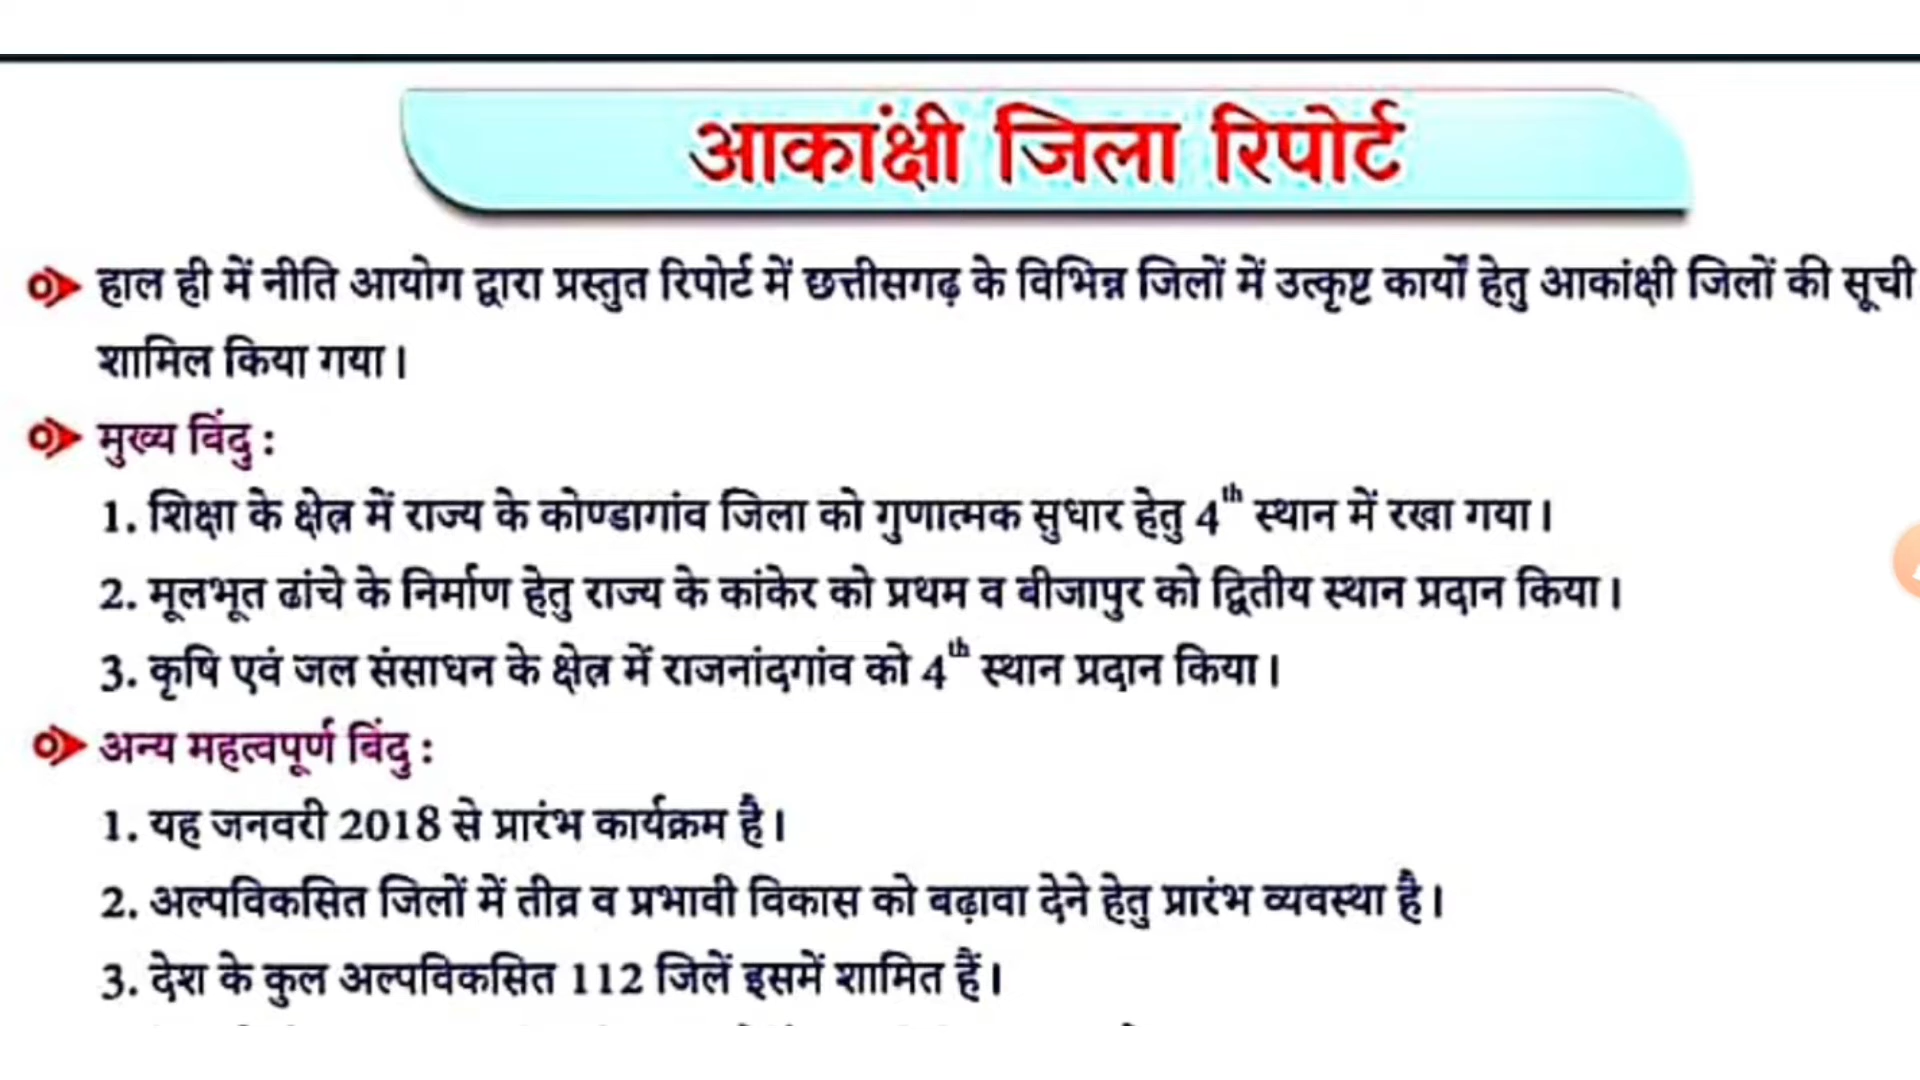 आकांक्षी जिला रिपोर्ट
हाल ही में नीति आयोग द्वारा प्रस्तुत रिपोर्ट में छत्तीसगढ़ के विभिन्न जिलों में उत्कृष्ट कार्यों हेतु आकांक्षी जिलों की सूची
शामिल किया गया।
मुख्य विंदु :
1. शिक्षा के क्षेत्र में राज्य के कोण्डागांव जिला को गुणात्मक सुधार हेतु 4th स्थान में रखा गया।
2. मूलभूत ढांचे के निर्माण हेतु राज्य के कांकेर को प्रथम व बीजापुर को द्वितीय स्थान प्रदान किया।
3. कृषि एवं जल संसाधन के क्षेत्र में राजनांदगांव को 4th स्थान प्रदान किया।
अन्य महत्वपूर्ण विंदु :
1. यह जनवरी 2018 से प्रारंभ कार्यक्रम है।
2. अल्पविकसित जिलों में तीव्र व प्रभावी विकास को बढ़ावा देने हेतु प्रारंभ व्यवस्था है।
3. देश के कुल अल्पविकसित 112 जिलें इसमें शामित हैं।